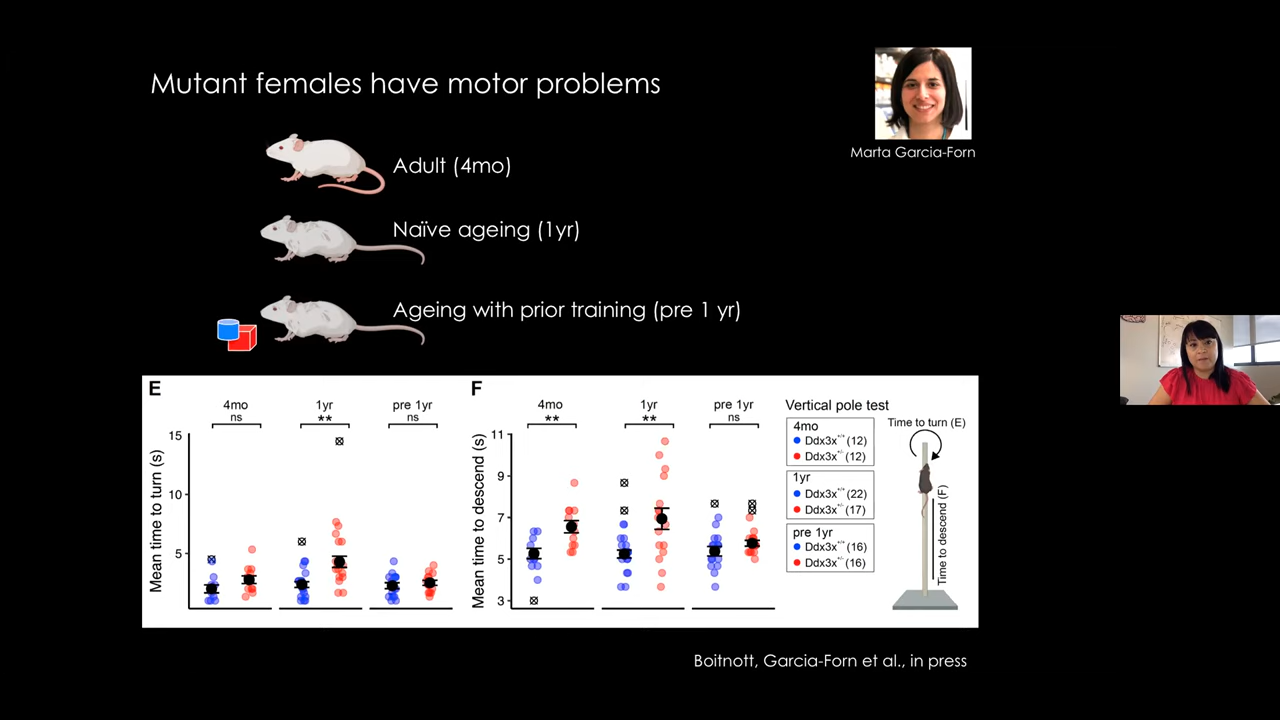 Mutant females have motor problems
Marta Garcia-Forn
Adult (4mo)
Naïve ageing (1yr)
Ageing with prior training (pre 1 yr)
E
4mo
ns
1yr
**
pre 1yr
ns
Mean time to turn (s)
15
10
5
F
4mo
**
1yr
**
pre 1yr
ns
Mean time to descend (s)
11
9
7
5
3
Vertical pole test
4mo
Ddx3x+/+ (12)
Ddx3x+/- (12)
1yr
Ddx3x+/+ (22)
Ddx3x+/- (17)
pre 1yr
Ddx3x+/+ (16)
Ddx3x+/- (16)
Time to turn (E)
Time to descend (F)
Boitnott, Garcia-Forn et al., in press